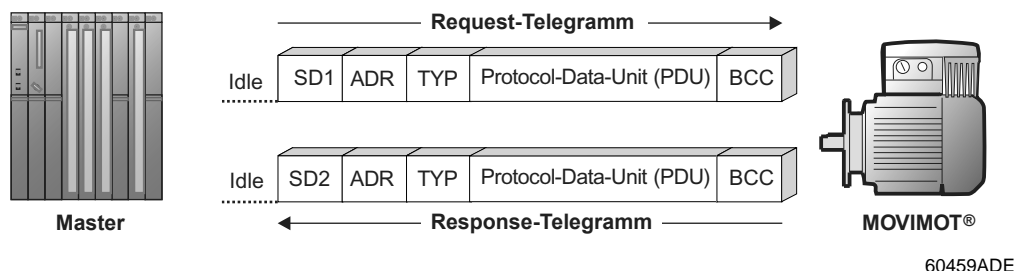 Request-Telegramm
Idle SD1 ADR TYP Protocol-Data-Unit (PDU) BCC
Idle SD2 ADR TYP Protocol-Data-Unit (PDU) BCC
Master Response-Telegramm MOVIMOT®
60459ADE